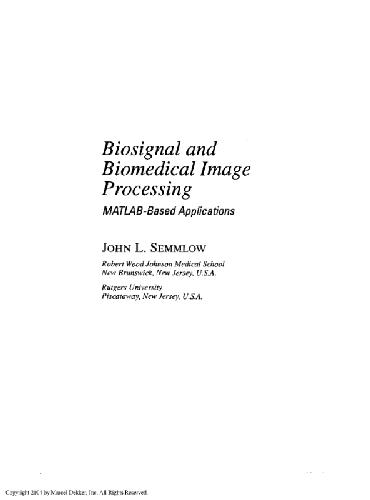 Biosignal and
Biomedical Image
Processing
MATLAB-Based Applications
JOHN L. SEMMLOW
Robert Wood Johnson Medical School
New Brunswick, New Jersey, U.S.A.
Rutgers University
Piscataway, New Jersey, U.S.A.
Copyright by Marcel Dekker, Inc. All Rights Reserved.